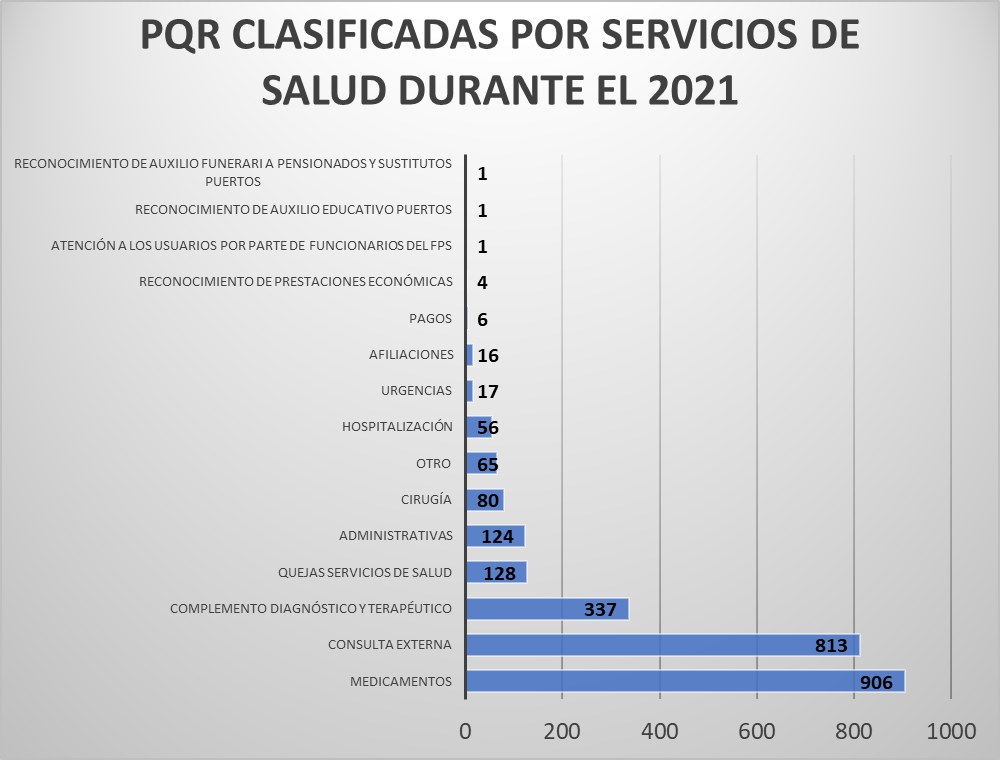 PQR CLASIFICADAS POR SERVICIOS DE
SALUD DURANTE EL 2021
RECONOCIMIENTO DE AUXILIO FUNERARI A PENSIONADOS Y SUSTITUTOS
PUERTOS
1
RECONOCIMIENTO DE AUXILIO EDUCATIVO PUERTOS
1
ATENCIÓN A LOS USUARIOS POR PARTE DE FUNCIONARIOS DEL FPS
1
RECONOCIMIENTO DE PRESTACIONES ECONÓMICAS
4
PAGOS
6
AFILIACIONES
16
URGENCIAS
17
HOSPITALIZACIÓN
56
OTRO
65
CIRUGÍA
80
ADMINISTRATIVAS
124
QUEJAS SERVICIOS DE SALUD
128
COMPLEMENTO DIAGNÓSTICO Y TERAPÉUTICO
337
CONSULTA EXTERNA
813
MEDICAMENTOS
906
0 200 400 600 800 1000